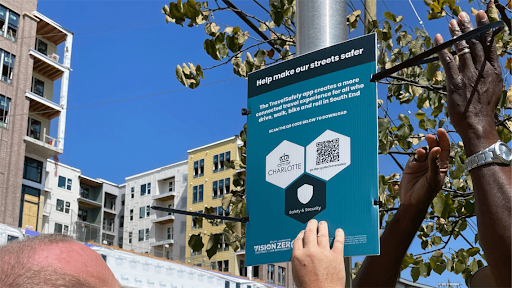 Help make our streets safer
The TravelSafely app creates a more
connected travel experience for all who
drive, walk, bike and roll in South End
SCAN THE QR CODE BELOW TO DOWNLOAD
CHARLOTTE
Safety & Security
VISION ZERO